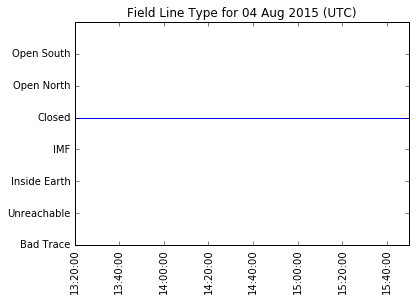 Field Line Type for 04 Aug 2015 (UTC)
Open South
Open North
Closed
IMF
Inside Earth
Unreachable
Bad Trace
13:20:00
13:40:00
14:00:00
14:20:00
14:40:00
15:00:00
15:20:00
15:40:00